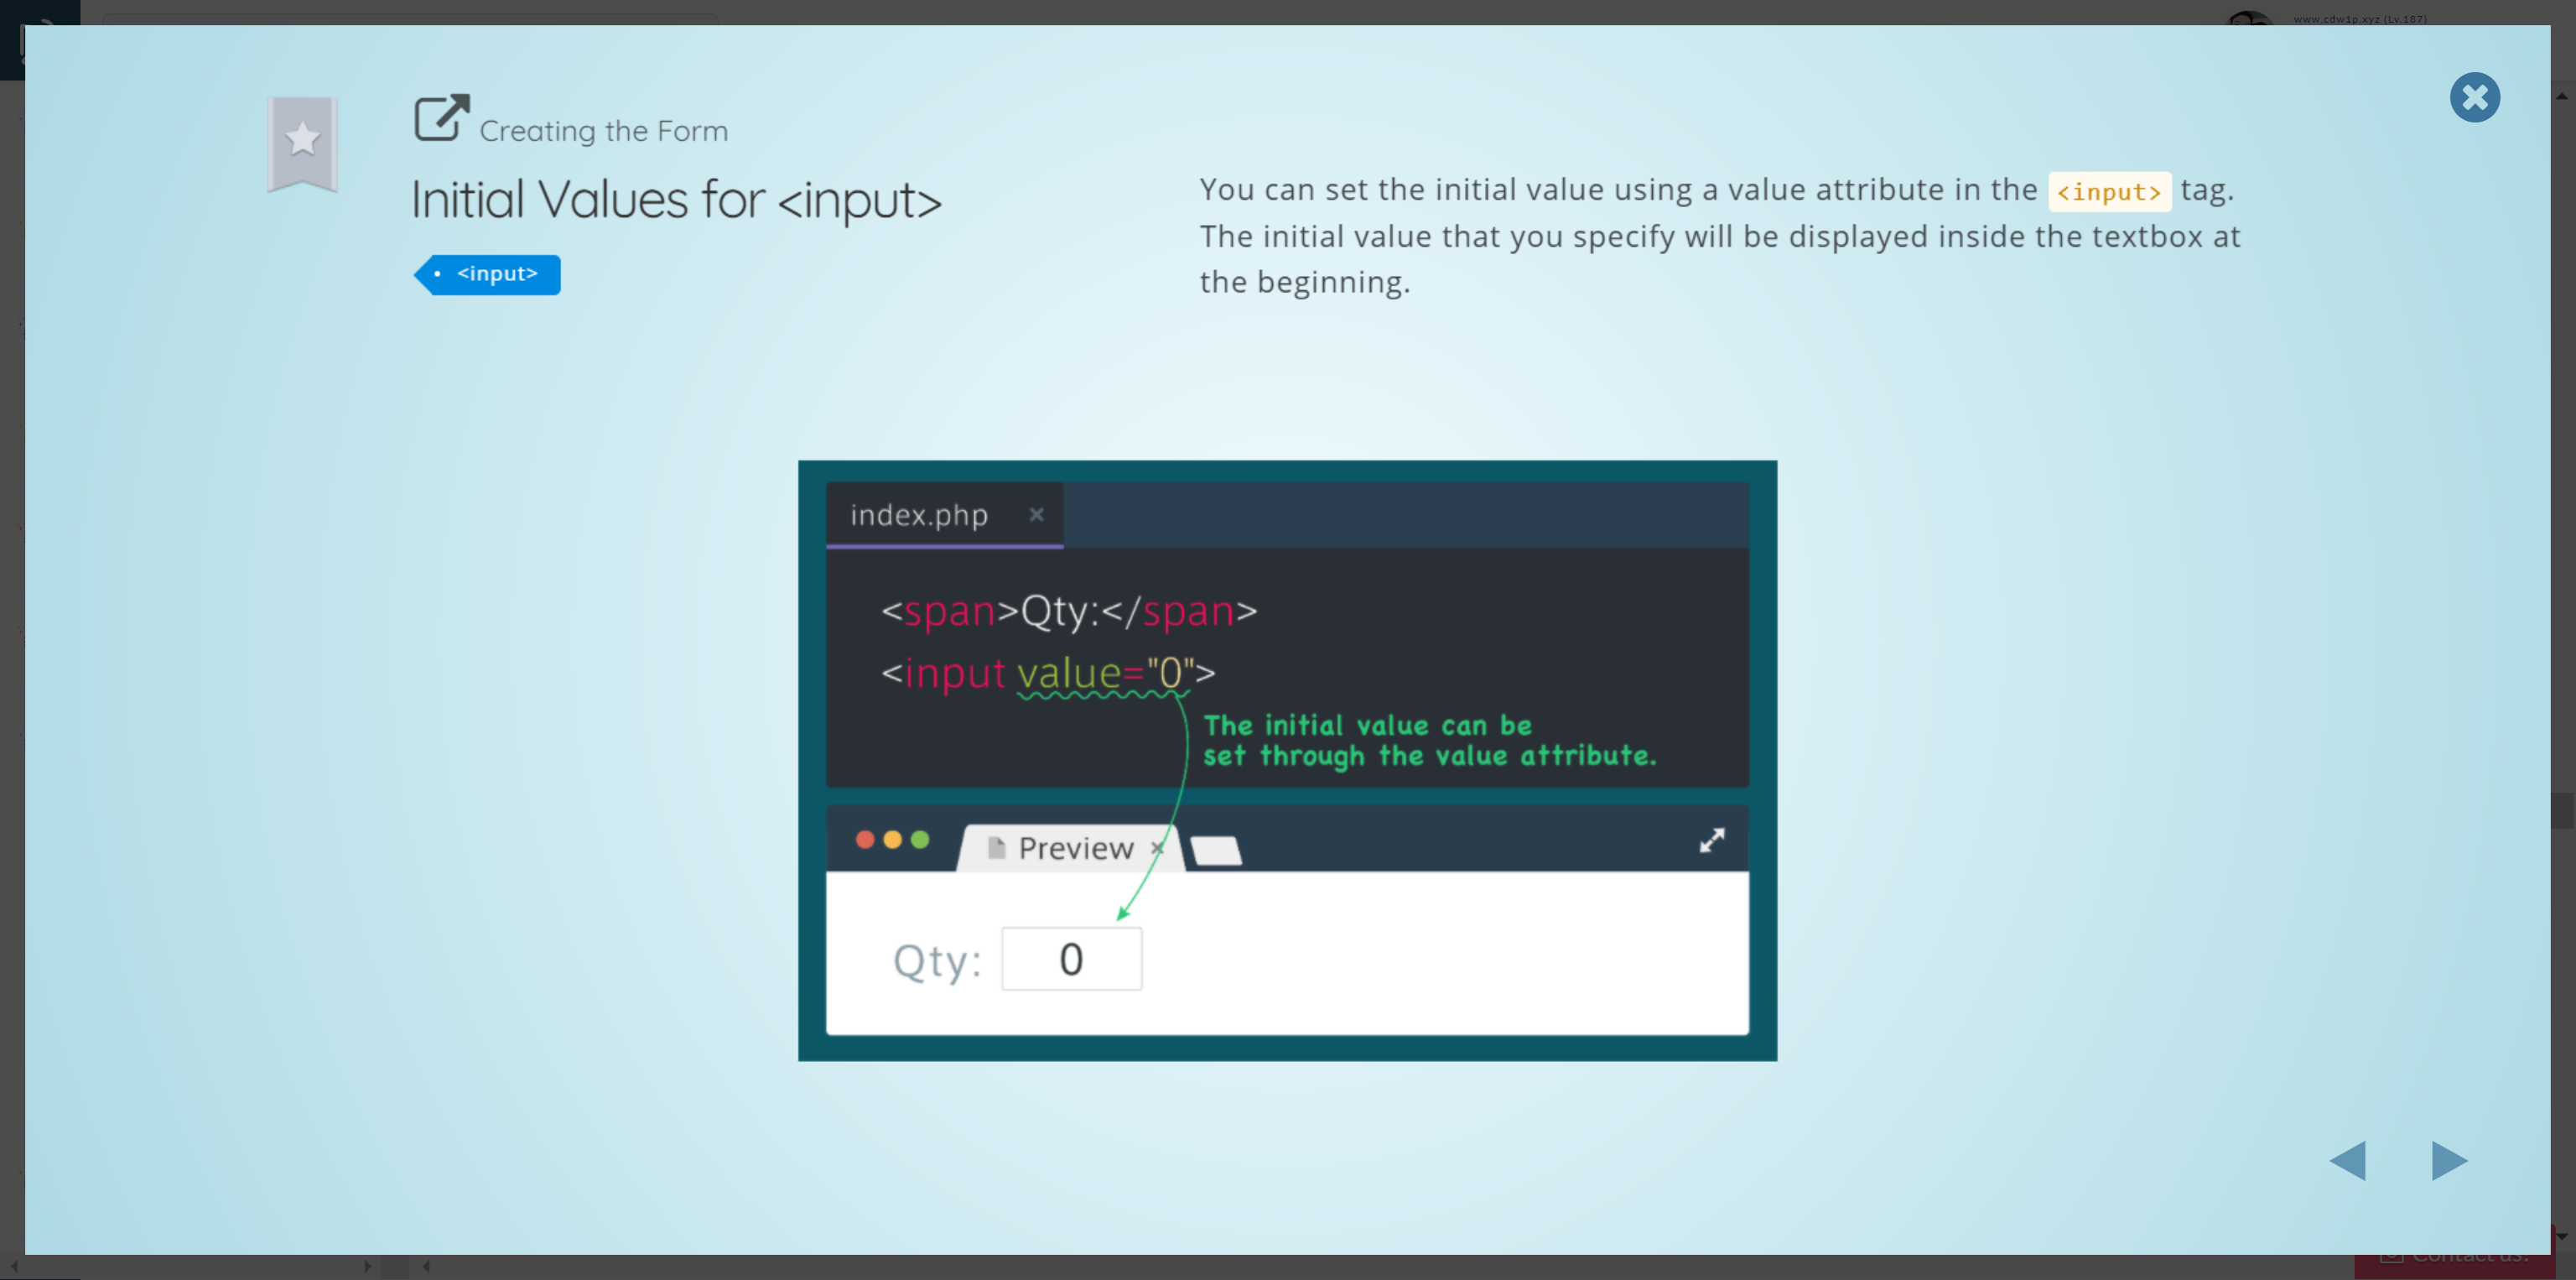 www.cdw1p.xyz (Lv.187)
Creating the Form
Initial Values for <input>
• <input>
You can set the initial value using a value attribute in the <input> tag.
The initial value that you specify will be displayed inside the textbox at
the beginning.
index.php ×
<span>Qty:</span>
<input value="0">
The initial value can be
set through the value attribute.
Preview ×
Qty: 0
Contact us!